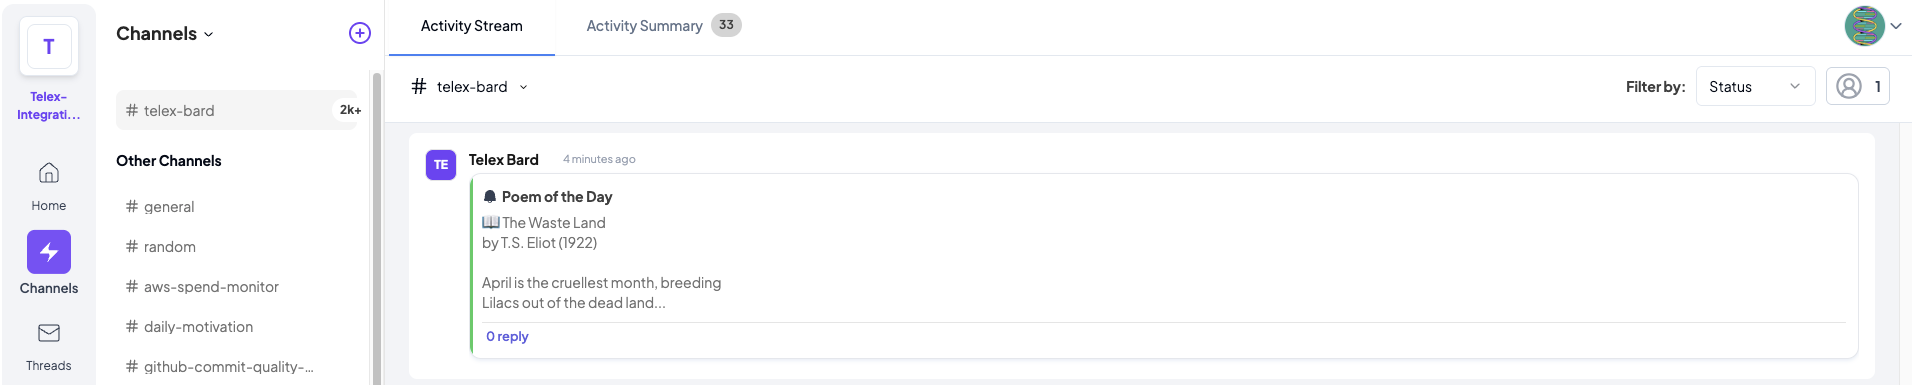 T
Telex-
Integrati...
Home
Channels
Threads
Channels
# telex-bard 2k+
Other Channels
# general
# random
# aws-spend-monitor
# daily-motivation
# github-commit-quality-...
Activity Stream
Activity Summary 33
# telex-bard
Filter by: Status 1
TE
Telex Bard 4 minutes ago
Poem of the Day
The Waste Land
by T.S. Eliot (1922)
April is the cruellest month, breeding
Lilacs out of the dead land...
0 reply